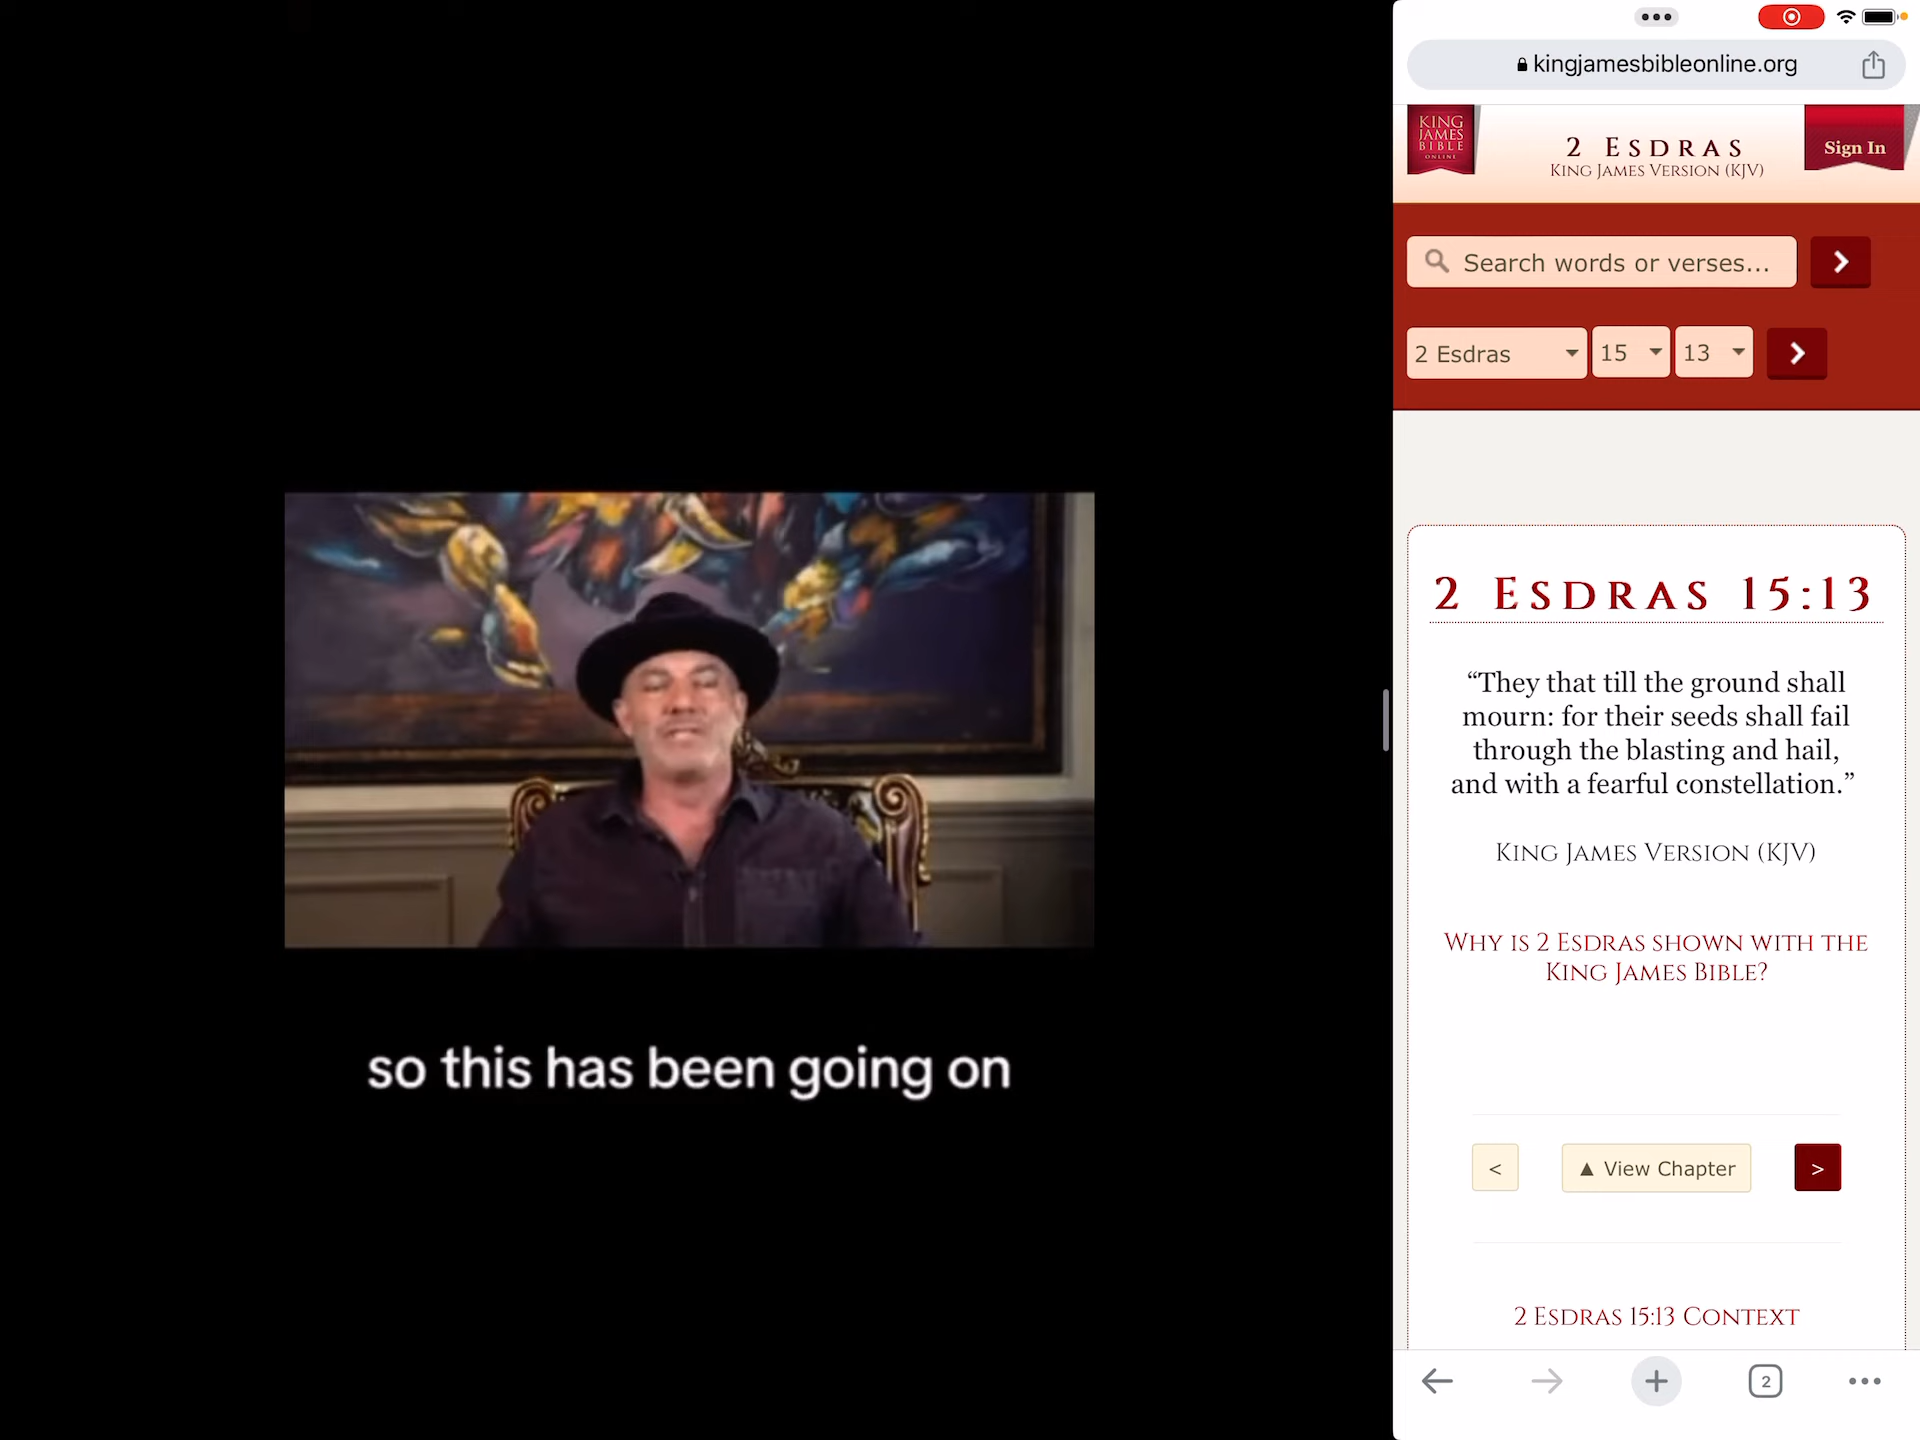 so this has been going on
kingjamesbibleonline.org
KING
JAMES
BIBLE
ONLINE
2 Esdras
King James Version (KJV)
Sign In
Search words or verses...
2 Esdras 15 13
2 Esdras 15:13
“They that till the ground shall
mourn: for their seeds shall fail
through the blasting and hail,
and with a fearful constellation.”
King James Version (KJV)
Why is 2 Esdras shown with the
King James Bible?
< ▲ View Chapter >
2 Esdras 15:13 Context
2